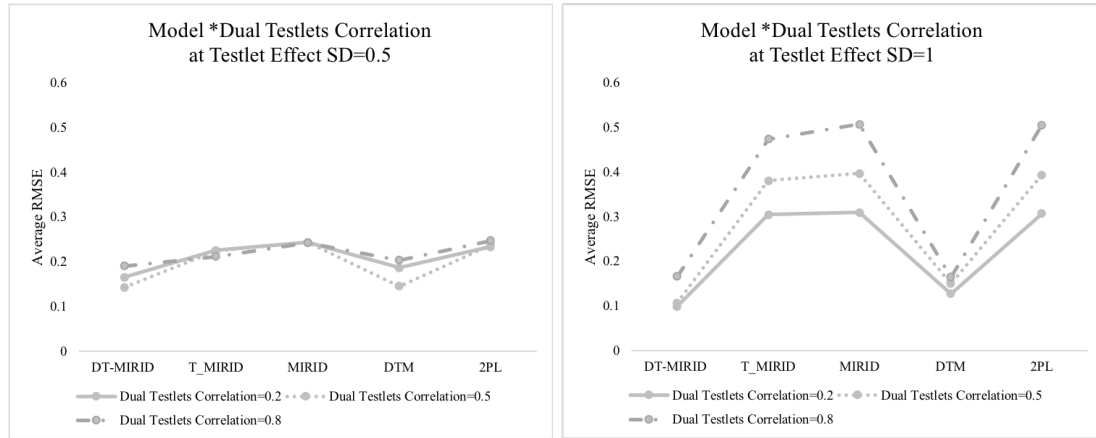 Model *Dual Testlets Correlation
at Testlet Effect SD=0.5
0.6
0.5
0.4
0.3
0.2
0.1
0
Average RMSE
DT-MIRID T_MIRID MIRID DTM 2PL
Dual Testlets Correlation=0.2 Dual Testlets Correlation=0.5
Dual Testlets Correlation=0.8
Model *Dual Testlets Correlation
at Testlet Effect SD=1
0.6
0.5
0.4
0.3
0.2
0.1
0
Average RMSE
DT-MIRID T_MIRID MIRID DTM 2PL
Dual Testlets Correlation=0.2 Dual Testlets Correlation=0.5
Dual Testlets Correlation=0.8